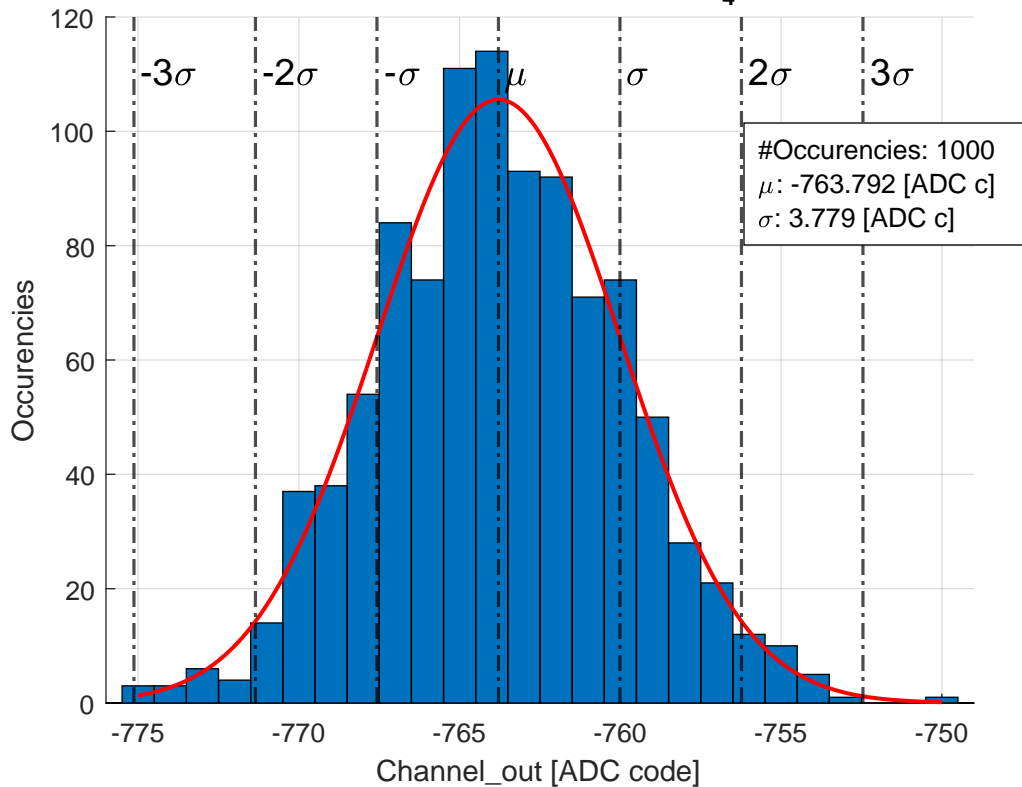 4
120
100
80
60
40
20
0
-3σ
-2σ
-σ
μ
σ
2σ
3σ
#Occurencies: 1000
μ: -763.792 [ADC c]
σ: 3.779 [ADC c]
Occurencies
-775
-770
-765
-760
-755
-750
Channel_out [ADC code]